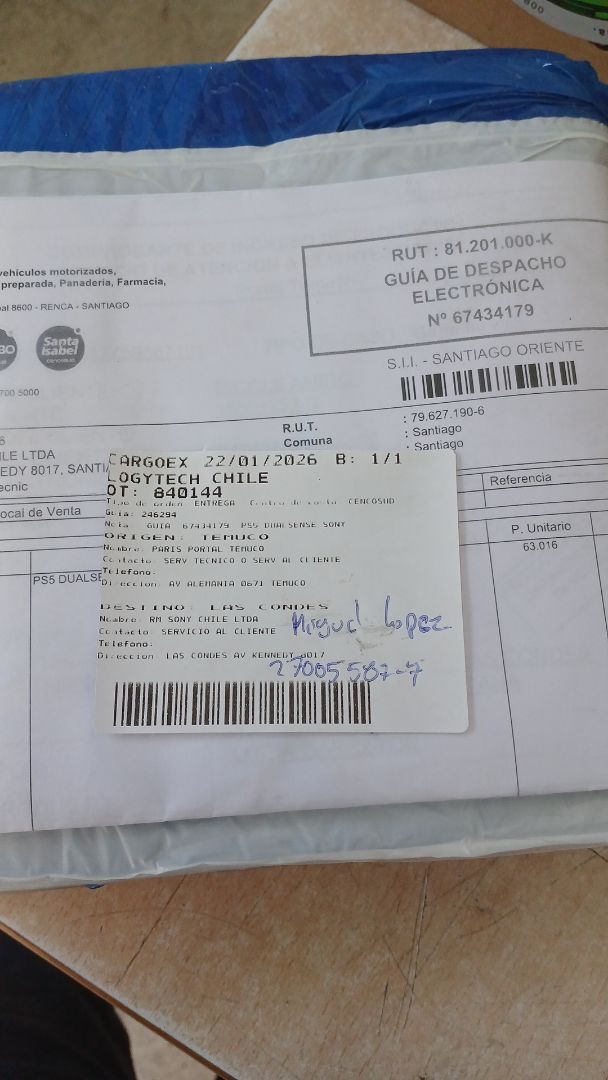 vehiculos motorizados,
preparada, Panaderia, Farmacia,
al 8600 - RENCA - SANTIAGO
BO
Santa
Isabel
700 5000
RUT : 81.201.000-K
GUÍA DE DESPACHO
ELECTRÓNICA
Nº 67434179
S.I.I. - SANTIAGO ORIENTE
6
ILE LTDA
EDY 8017, SANTI
tecnic
R.U.T. : 79.627.190-6
Comuna : Santiago
: Santiago
Referencia
ocal de Venta
P. Unitario
63.016
PS5 DUALSE
CARGOEX 22/01/2026 B: 1/1
LOGYTECH CHILE
OT: 840144
Tipo de orden: ENTREGA Centro de costo CENCOSUD
Guia: 246294
Nota GUIA 67434179 PS5 DUALSENSE SONY
ORIGEN: TEMUCO
Nombre: PARIS PORTAL TEMUCO
Contacto: SERV TECNICO O SERV AL CLIENTE
Telefono:
Direccion: AV ALEMANIA 0671 TEMUCO
DESTINO: LAS CONDES
Nombre: RM SONY CHILE LTDA
Contacto: SERVICIO AL CLIENTE
Miguel Lopez
Telefono:
Direccion: LAS CONDES AV KENNEDY 8017
27005587-7